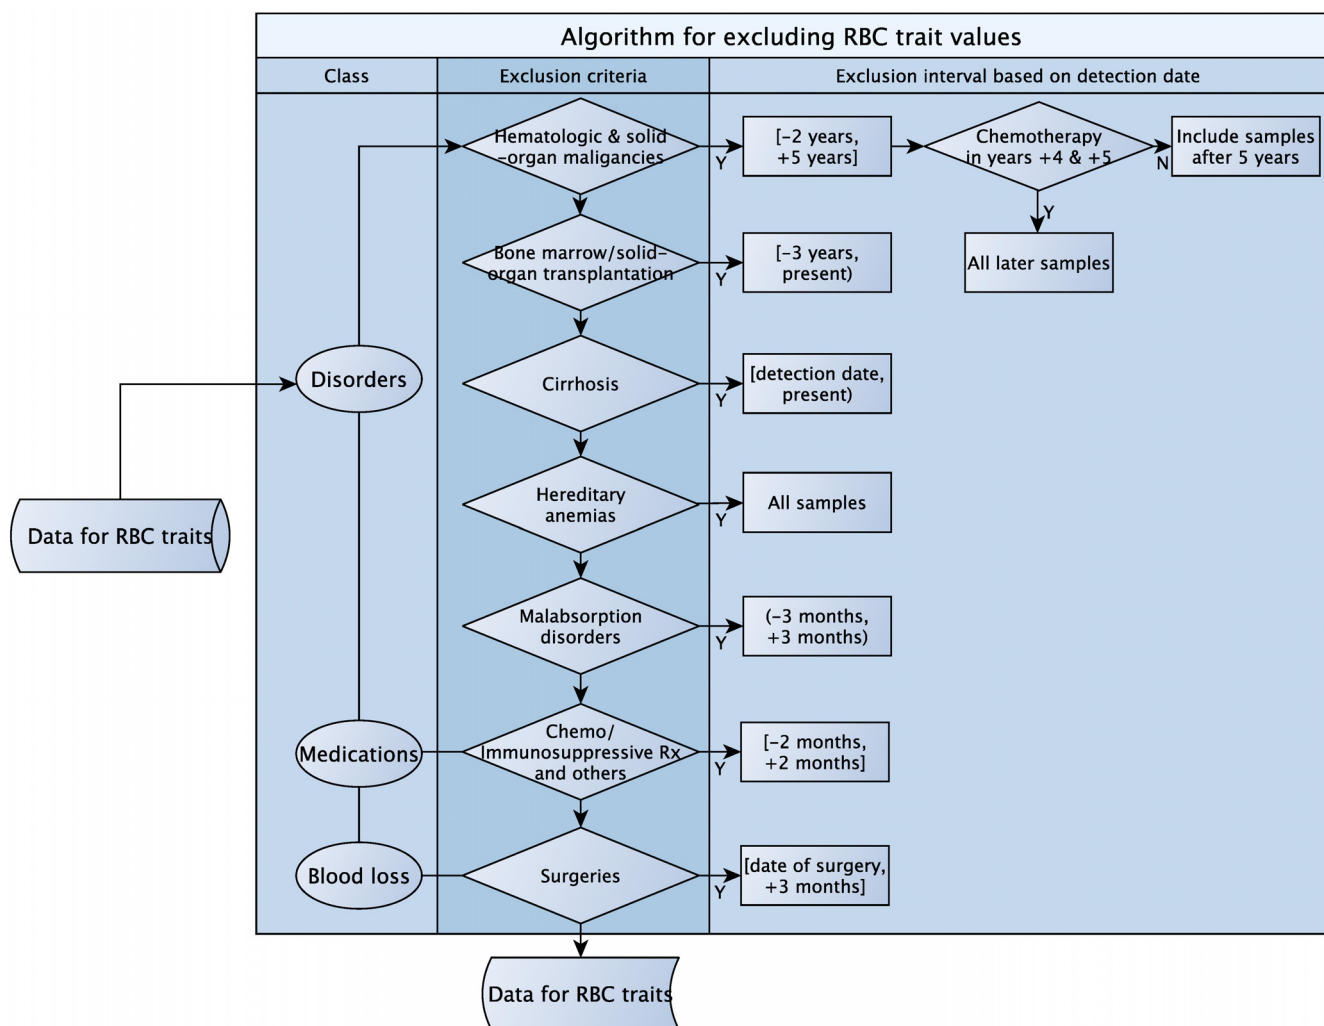 Algorithm for excluding RBC trait values
Class
Exclusion criteria
Exclusion interval based on detection date
Hematologic & solid
-organ maligancies
Y
[-2 years,
+5 years]
Chemotherapy
in years +4 & +5
N
Include samples
after 5 years
Y
All later samples
Bone marrow/solid-
organ transplantation
Y
[-3 years,
present)
Disorders
Cirrhosis
Y
[detection date,
present)
Data for RBC traits
Hereditary
anemias
Y
All samples
Malabsorption
disorders
Y
(-3 months,
+3 months)
Medications
Chemo/
Immunosuppressive Rx
and others
Y
[-2 months,
+2 months]
Blood loss
Surgeries
Y
[date of surgery,
+3 months]
Data for RBC traits